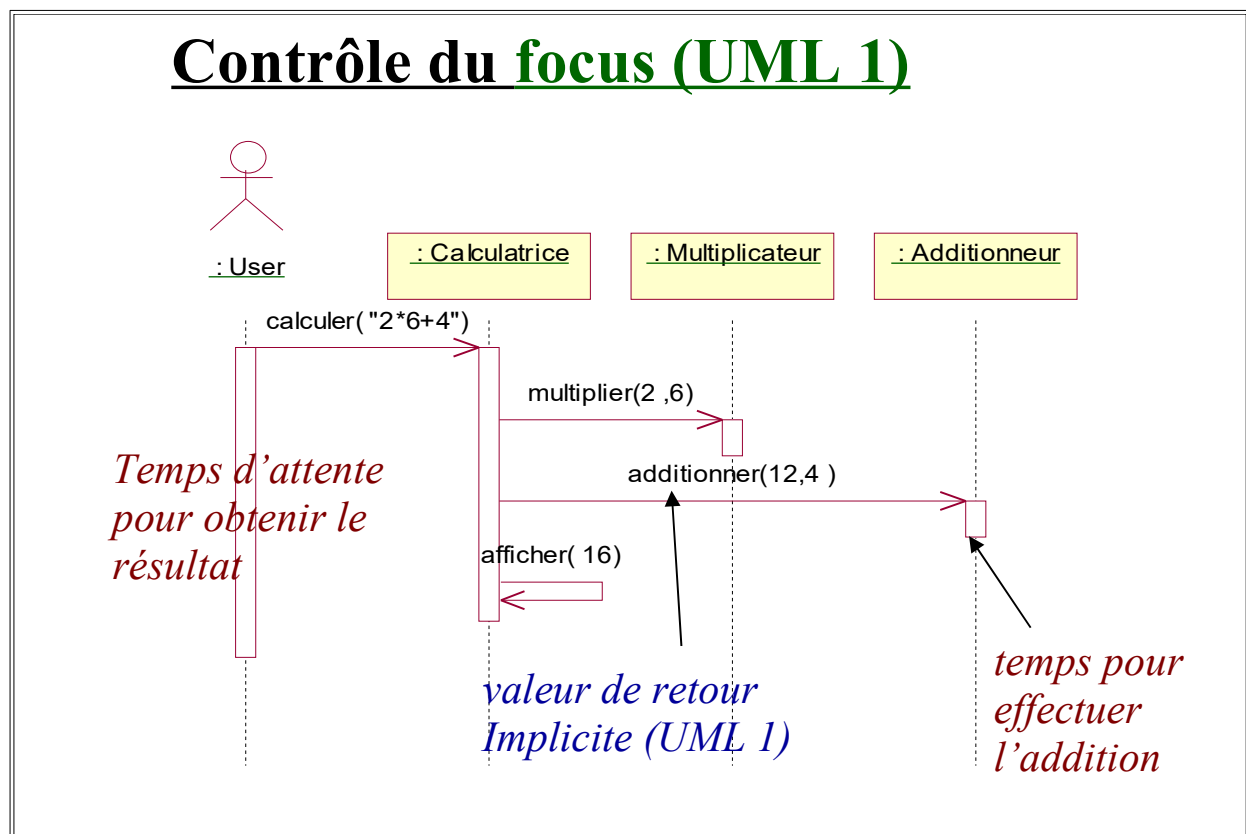 Contrôle du focus (UML 1)
: User
: Calculatrice
: Multiplicateur
: Additionneur
calculer( "2*6+4")
multiplier(2 ,6)
additionner(12,4 )
afficher( 16)
Temps d’attente
pour obtenir le
résultat
valeur de retour
Implicite (UML 1)
temps pour
effectuer
l’addition